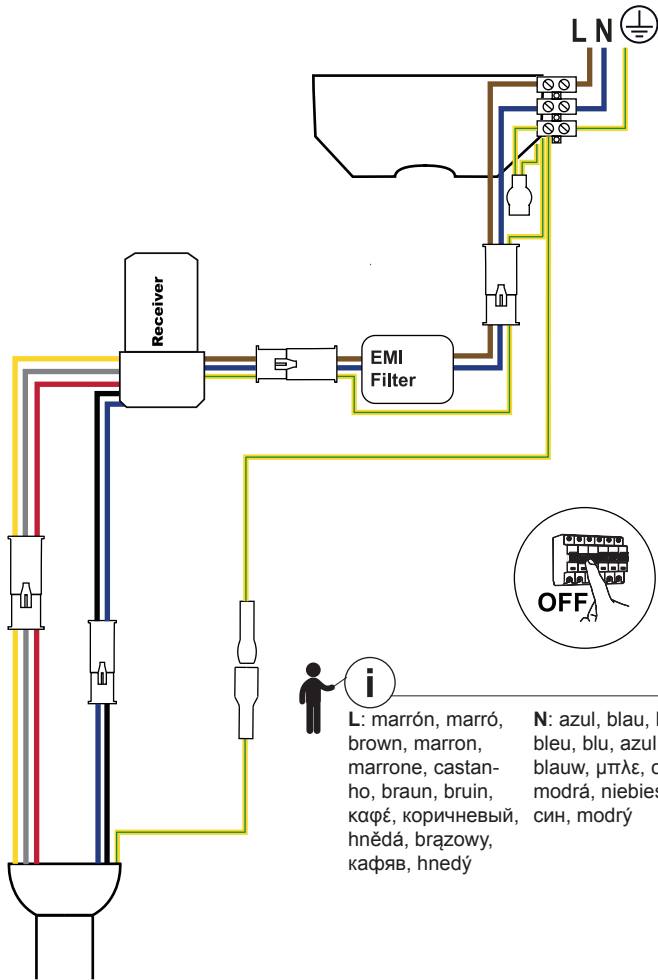 L N
Receiver
EMI
Filter
OFF
i
L: marrón, marró,
brown, marron,
marrone, castan-
ho, braun, bruin,
καφέ, коричневый,
hnědá, brązowy,
кафяв, hnedý
N: azul, blau,
bleu, blu, azul
blauw, μπλε,
modrá,
син, modrý